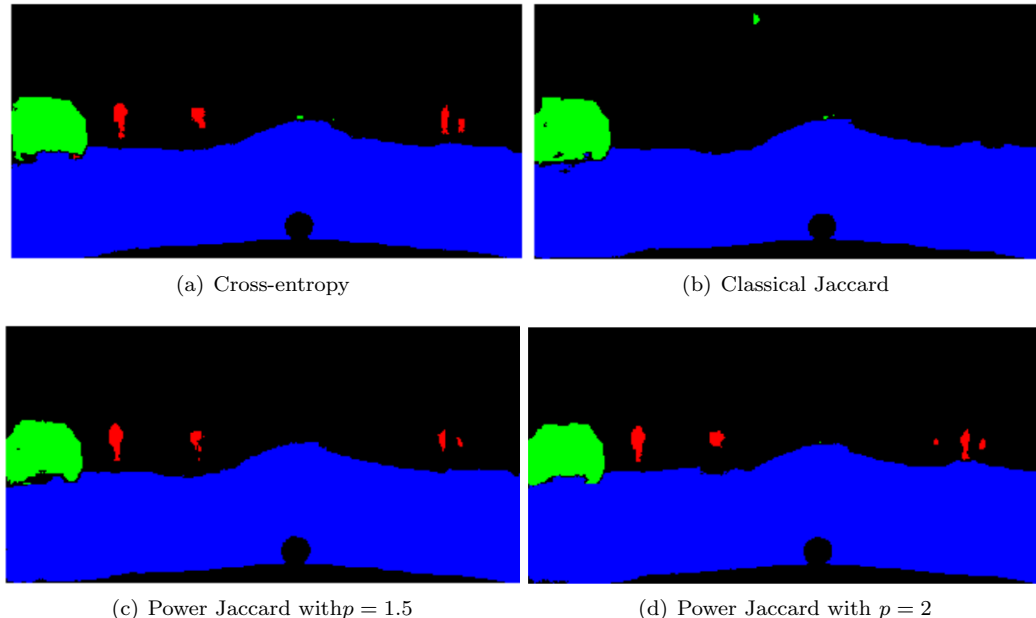 (a) Cross-entropy
(b) Classical Jaccard
(c) Power Jaccard withp = 1.5
(d) Power Jaccard with p = 2